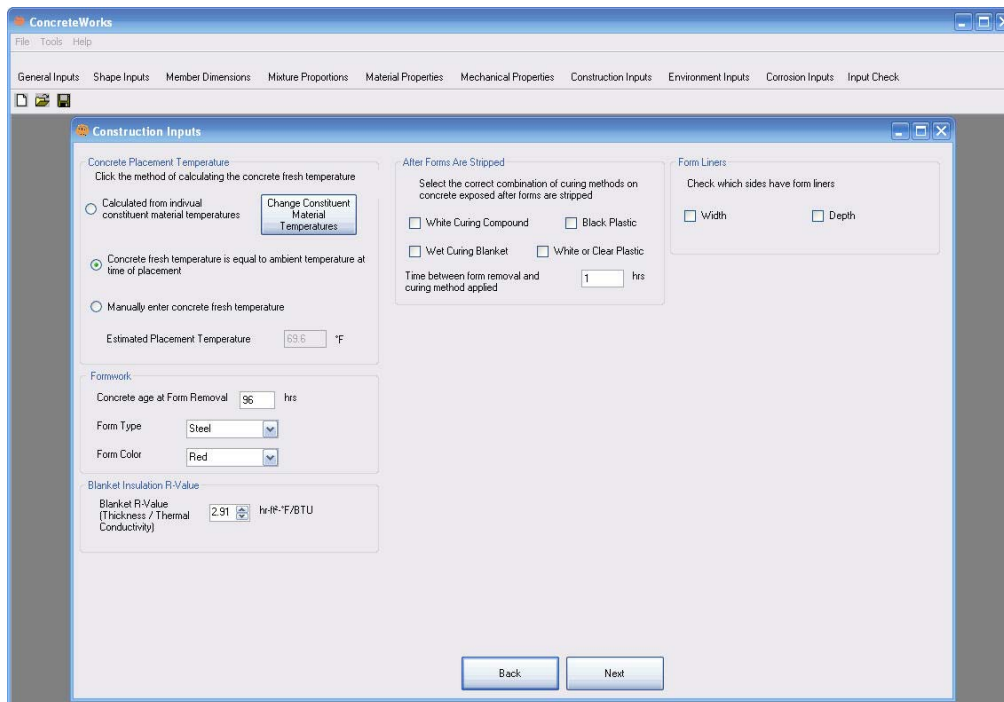 ConcreteWorks
File Tools Help
General Inputs Shape Inputs Member Dimensions Mixture Proportions Material Properties Mechanical Properties Construction Inputs Environment Inputs Corrosion Inputs Input Check
Construction Inputs
Concrete Placement Temperature
Click the method of calculating the concrete fresh temperature
Calculated from indivual
constituent material temperatures
Change Constituent
Material
Temperatures
Concrete fresh temperature is equal to ambient temperature at
time of placement
Manually enter concrete fresh temperature
Estimated Placement Temperature 69.6 °F
Formwork
Concrete age at Form Removal 96 hrs
Form Type Steel
Form Color Red
Blanket Insulation R-Value
Blanket R-Value
(Thickness / Thermal
Conductivity)
2.91 hr-ft²-°F/BTU
After Forms Are Stripped
Select the correct combination of curing methods on
concrete exposed after forms are stripped
White Curing Compound Black Plastic
Wet Curing Blanket White or Clear Plastic
Time between form removal and
curing method applied
1 hrs
Form Liners
Check which sides have form liners
Width Depth
Back Next